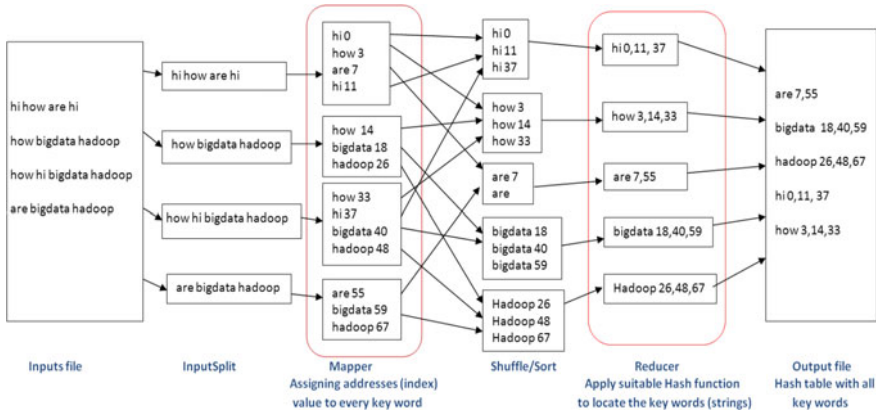 hi how are hi
how bigdata hadoop
how hi bigdata hadoop
are bigdata hadoop
Inputs file
hi how are hi
how bigdata hadoop
how hi bigdata hadoop
are bigdata hadoop
InputSplit
hi 0
how 3
are 7
hi 11
how 14
bigdata 18
hadoop 26
how 33
hi 37
bigdata 40
hadoop 48
are 55
bigdata 59
hadoop 67
Mapper
Assigning addresses (index)
value to every key word
hi 0
hi 11
hi 37
how 3
how 14
how 33
are 7
are
bigdata 18
bigdata 40
bigdata 59
Hadoop 26
Hadoop 48
Hadoop 67
Shuffle/Sort
hi 0,11, 37
how 3,14,33
are 7,55
bigdata 18,40,59
Hadoop 26,48,67
Reducer
Apply suitable Hash function
to locate the key words (strings)
are 7,55
bigdata 18,40,59
hadoop 26,48,67
hi 0,11, 37
how 3,14,33
Output file
Hash table with all
key words